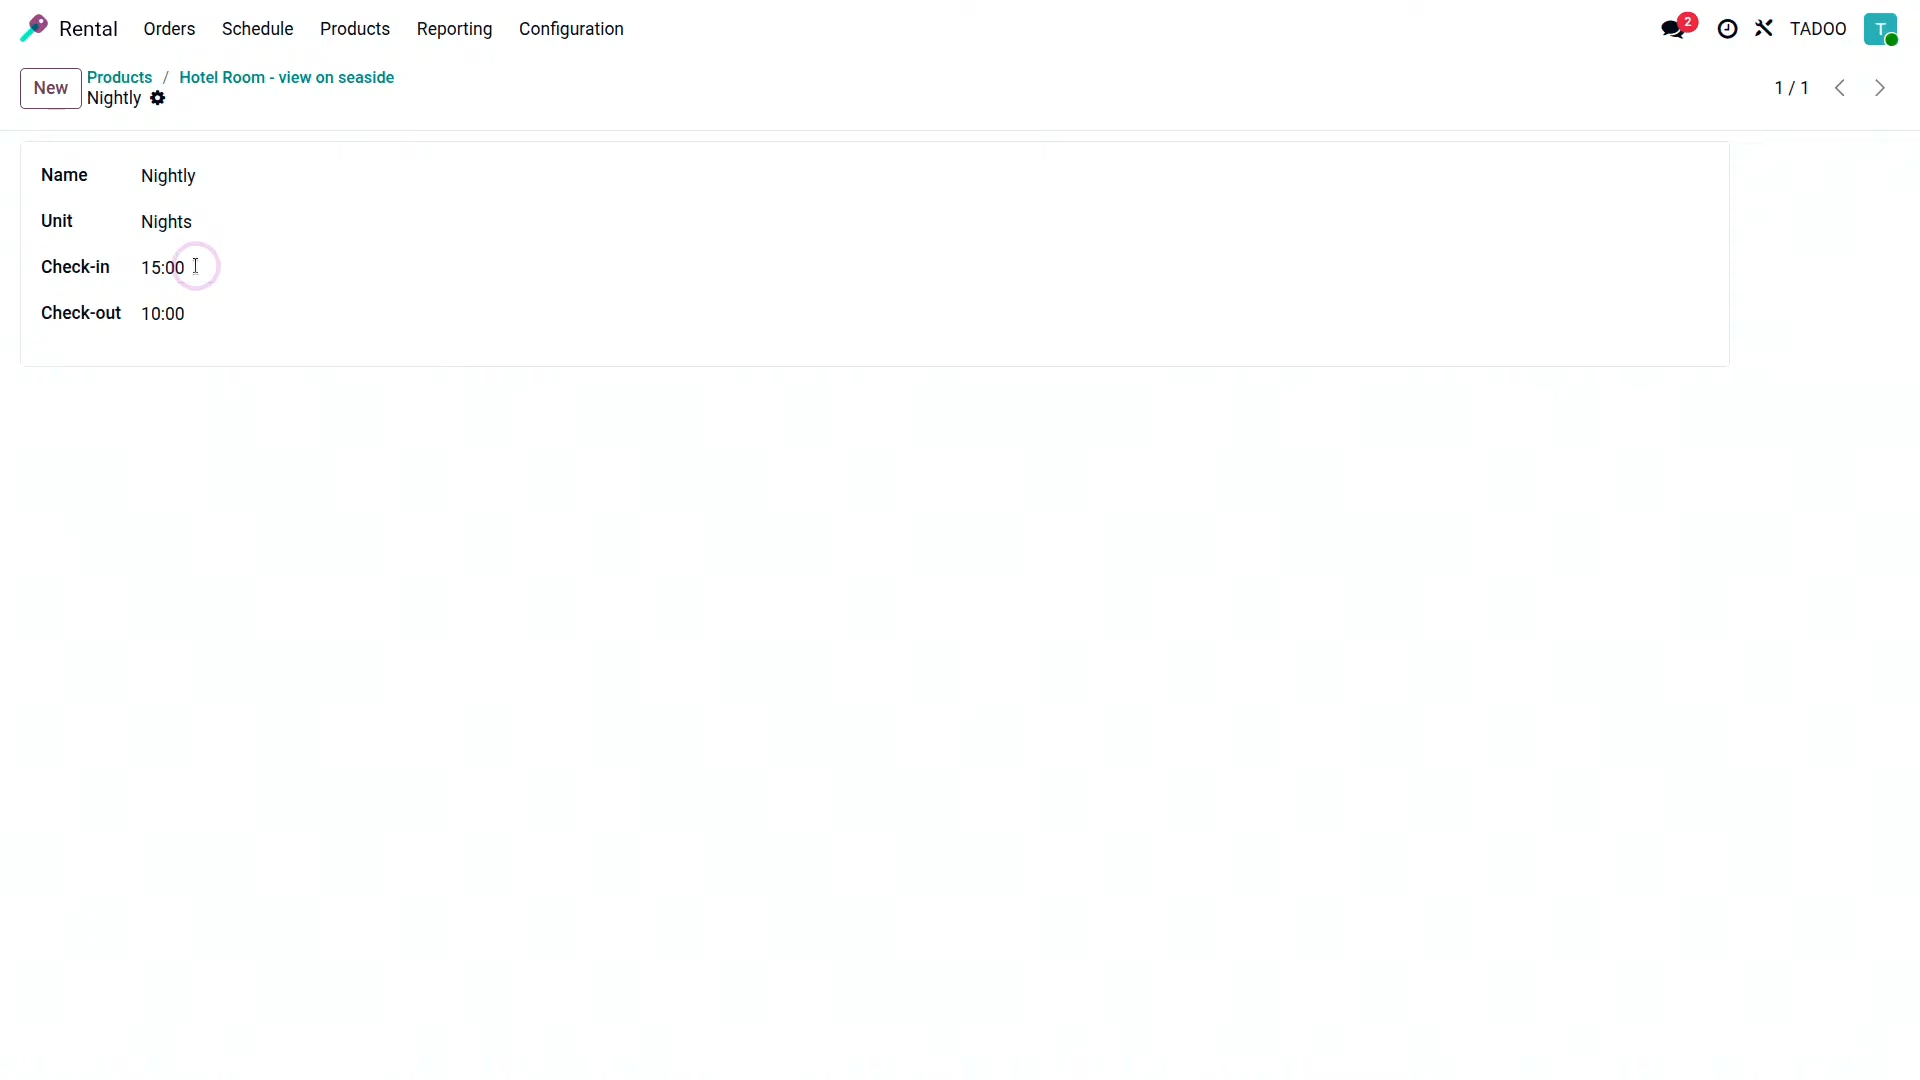 Rental Orders Schedule Products Reporting Configuration 2 TADOO T
New Products / Hotel Room - view on seaside 1 / 1
Nightly
Name Nightly
Unit Nights
Check-in 15:00
Check-out 10:00